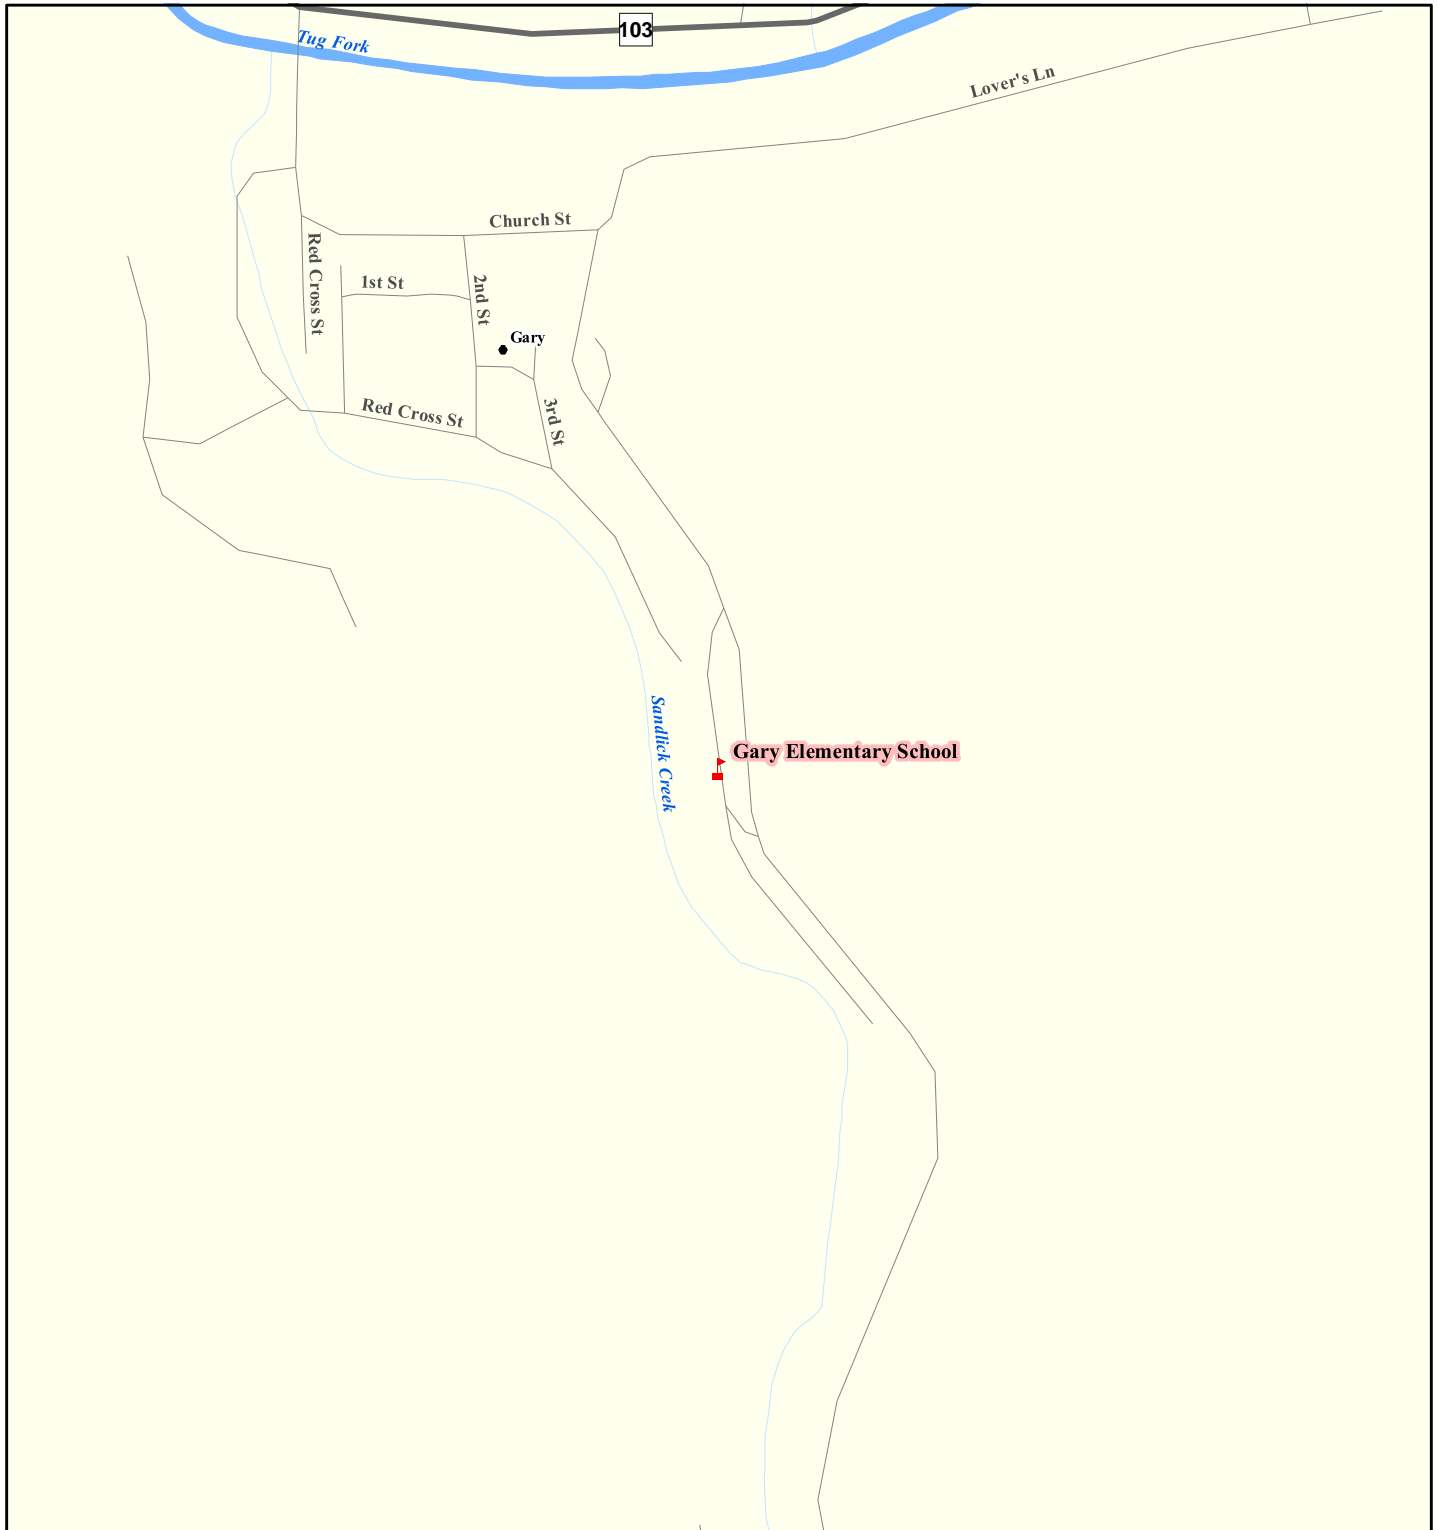 103
Tug Fork
Lover's Ln
Church St
Red Cross St
1st St
2nd St
Gary
Red Cross St
3rd St
Sandlick Creek
Gary Elementary School